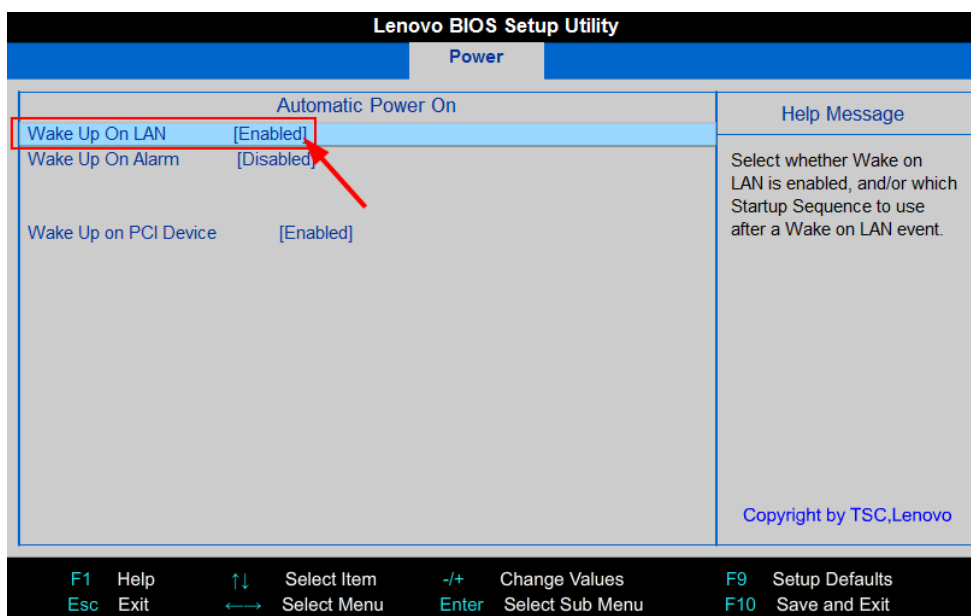 Lenovo BIOS Setup Utility
Power
Automatic Power On
Wake Up On LAN [Enabled]
Wake Up On Alarm [Disabled]
Wake Up on PCI Device [Enabled]
Help Message
Select whether Wake on
LAN is enabled, and/or which
Startup Sequence to use
after a Wake on LAN event.
Copyright by TSC,Lenovo
F1 Help ↑↓ Select Item -/+ Change Values F9 Setup Defaults
Esc Exit ←→ Select Menu Enter Select Sub Menu F10 Save and Exit